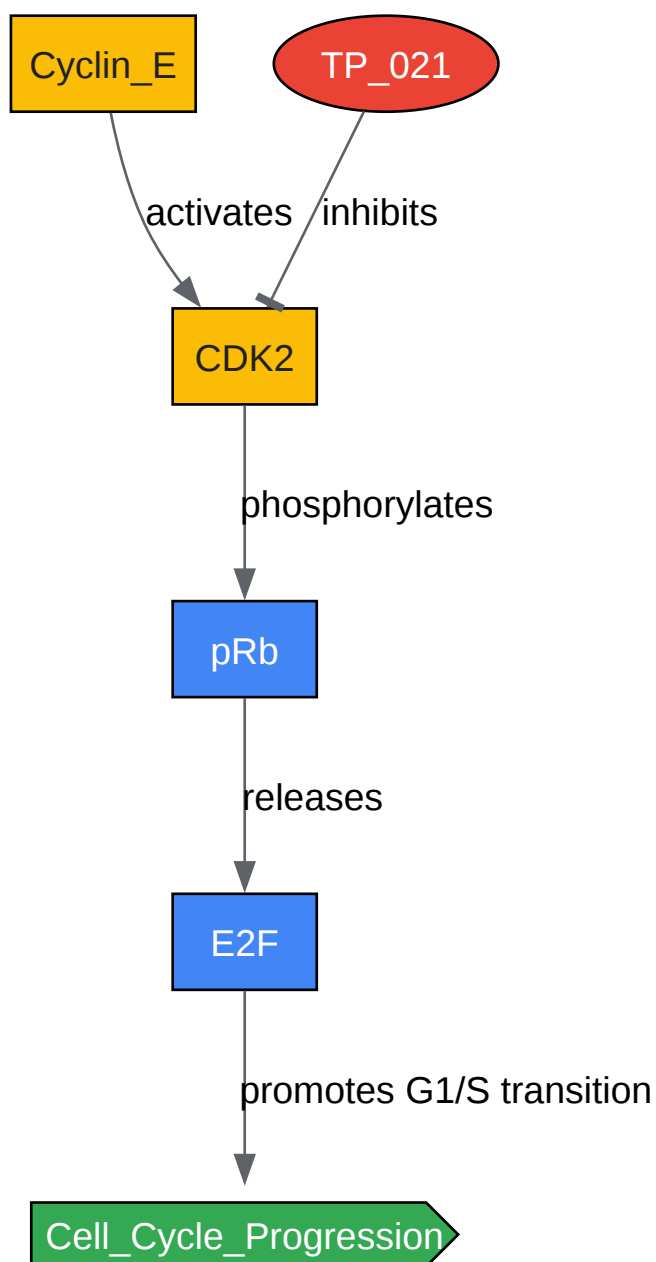 Cyclin_E
TP_021
activates
inhibits
CDK2
phosphorylates
pRb
releases
E2F
promotes G1/S transition
Cell_Cycle_Progression